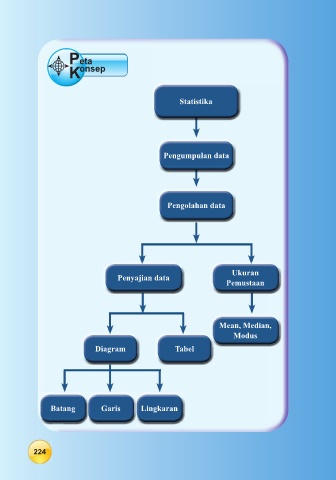 Peta
Konsep
Statistika
Pengumpulan data
Pengolahan data
Penyajian data
Ukuran
Pemustaan
Mean, Median,
Modus
Diagram
Tabel
Batang
Garis
Lingkaran
224